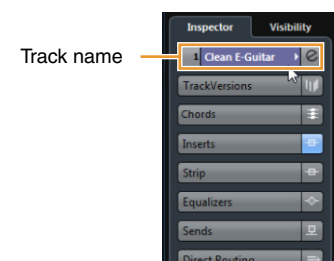 Inspector Visibility
Track name
1 Clean E-Guitar
TrackVersions
Chords
Inserts
Strip
Equalizers
Sends
Direct Routing